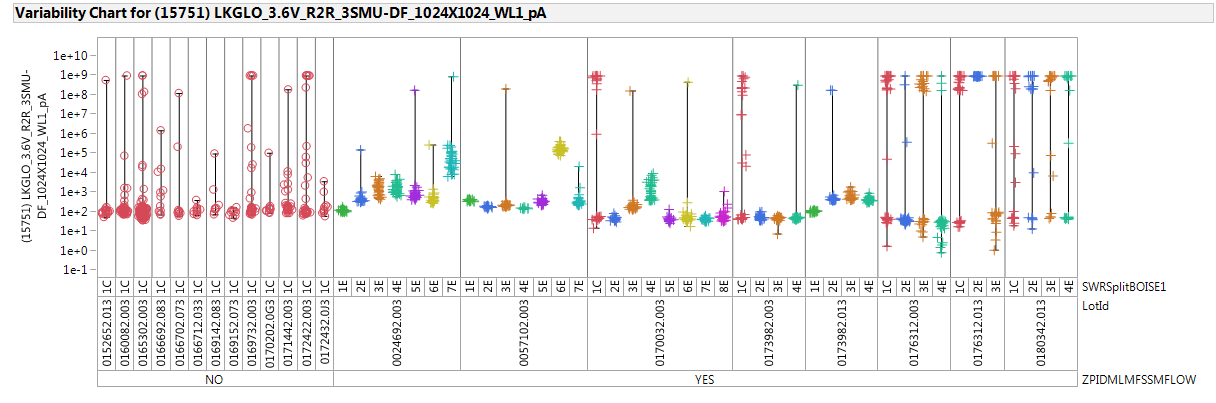 Variability Chart for (15751) LKGLO_3.6V_R2R_3SMU-DF_1024X1024_WL1_pA
(15751) LKGLO_3.6V_R2R_3SMU-
DF_1024X1024_WL1_pA
1e+10
1e+9
1e+8
1e+7
1e+6
1e+5
1e+4
1e+3
1e+2
1e+1
1e+0
1e-1
1C 1C 1C 1C 1C 1C 1C 1C 1C 1C 1C 1C 1C 1E 2E 3E 4E 5E 6E 7E 1E 2E 3E 4E 5E 6E 7E 1C 2E 3E 4E 5E 6E 7E 8E 1C 2E 3E 4E 1E 2E 3E 4E 1C 2E 3E 4E 1C 2E 3E 1C 2E 3E 4E SWRSplitBOISE1
0152652.013 0160082.003 0165302.003 0166692.083 0166702.073 0166712.033 0169142.083 0169152.073 0169732.003 0170202.0G3 0171442.003 0172422.003 0172432.0J3 0024692.003 0057102.003 0170032.003 0173982.003 0173982.013 0176312.003 0176312.013 0180342.013 LotId
NO YES ZPIDMLMFSSMFLOW